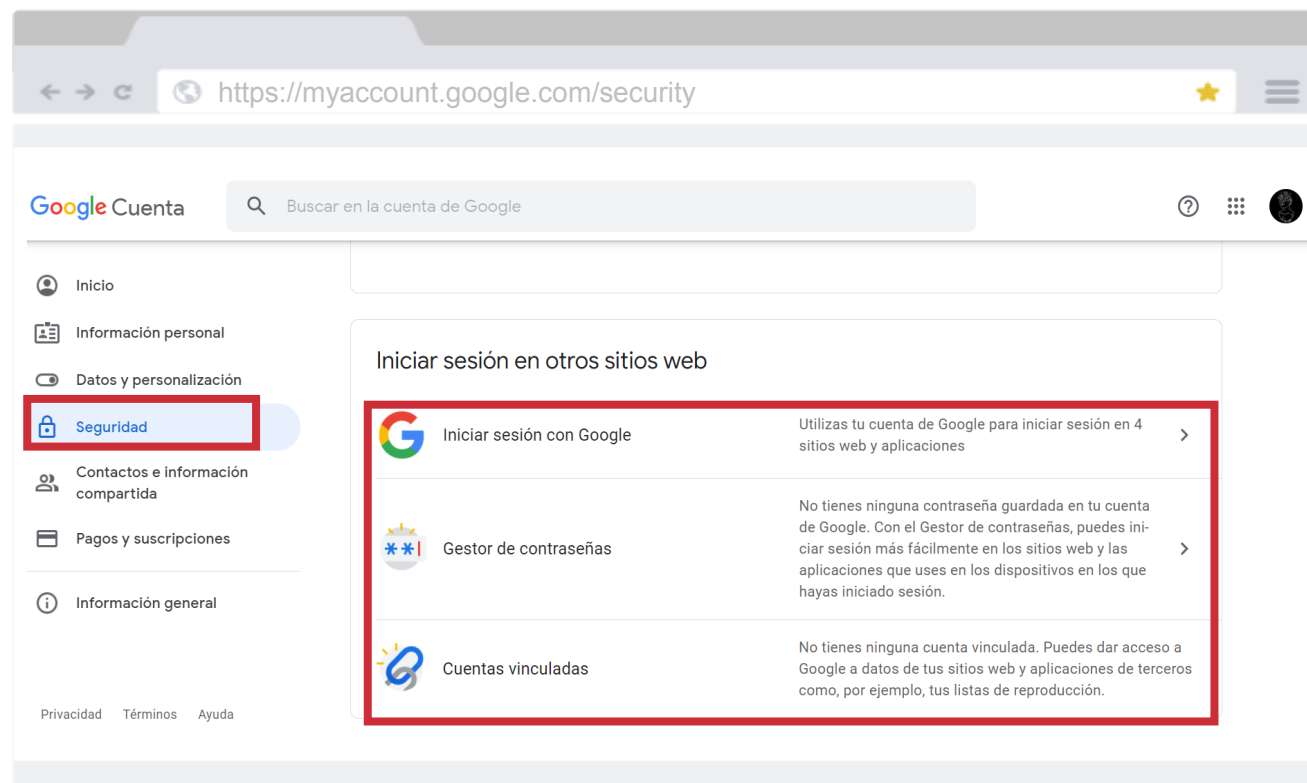 https://myaccount.google.com/security
Google Cuenta
Buscar en la cuenta de Google
Inicio
Información personal
Datos y personalización
Seguridad
Contactos e información
compartida
Pagos y suscripciones
Información general
Privacidad Términos Ayuda
Iniciar sesión en otros sitios web
Iniciar sesión con Google
Utilizas tu cuenta de Google para iniciar sesión en 4
sitios web y aplicaciones
Gestor de contraseñas
No tienes ninguna contraseña guardada en tu cuenta
de Google. Con el Gestor de contraseñas, puedes ini-
ciar sesión más fácilmente en los sitios web y las
aplicaciones que uses en los dispositivos en los que
hayas iniciado sesión.
Cuentas vinculadas
No tienes ninguna cuenta vinculada. Puedes dar acceso a
Google a datos de tus sitios web y aplicaciones de terceros
como, por ejemplo, tus listas de reproducción.